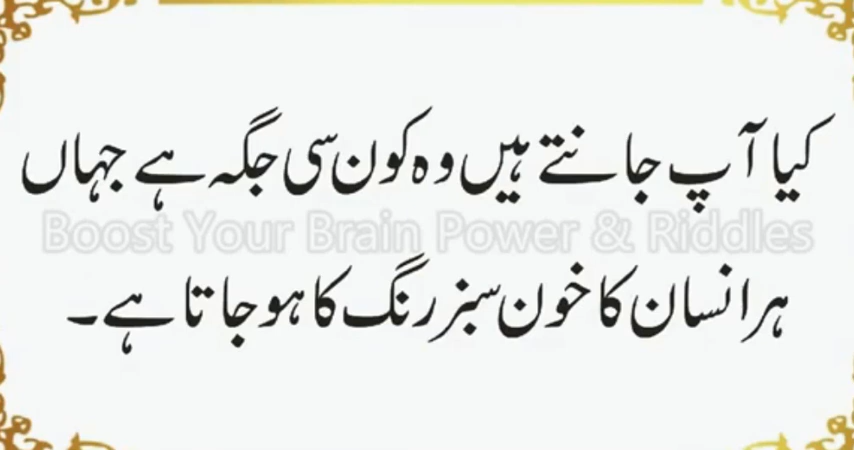 کیا آپ جانتے ہیں وہ کون سی جگہ ہے جہاں
Boost Your Brain Power & Riddles
ہر انسان کا خون سبز رنگ کا ہو جاتا ہے۔